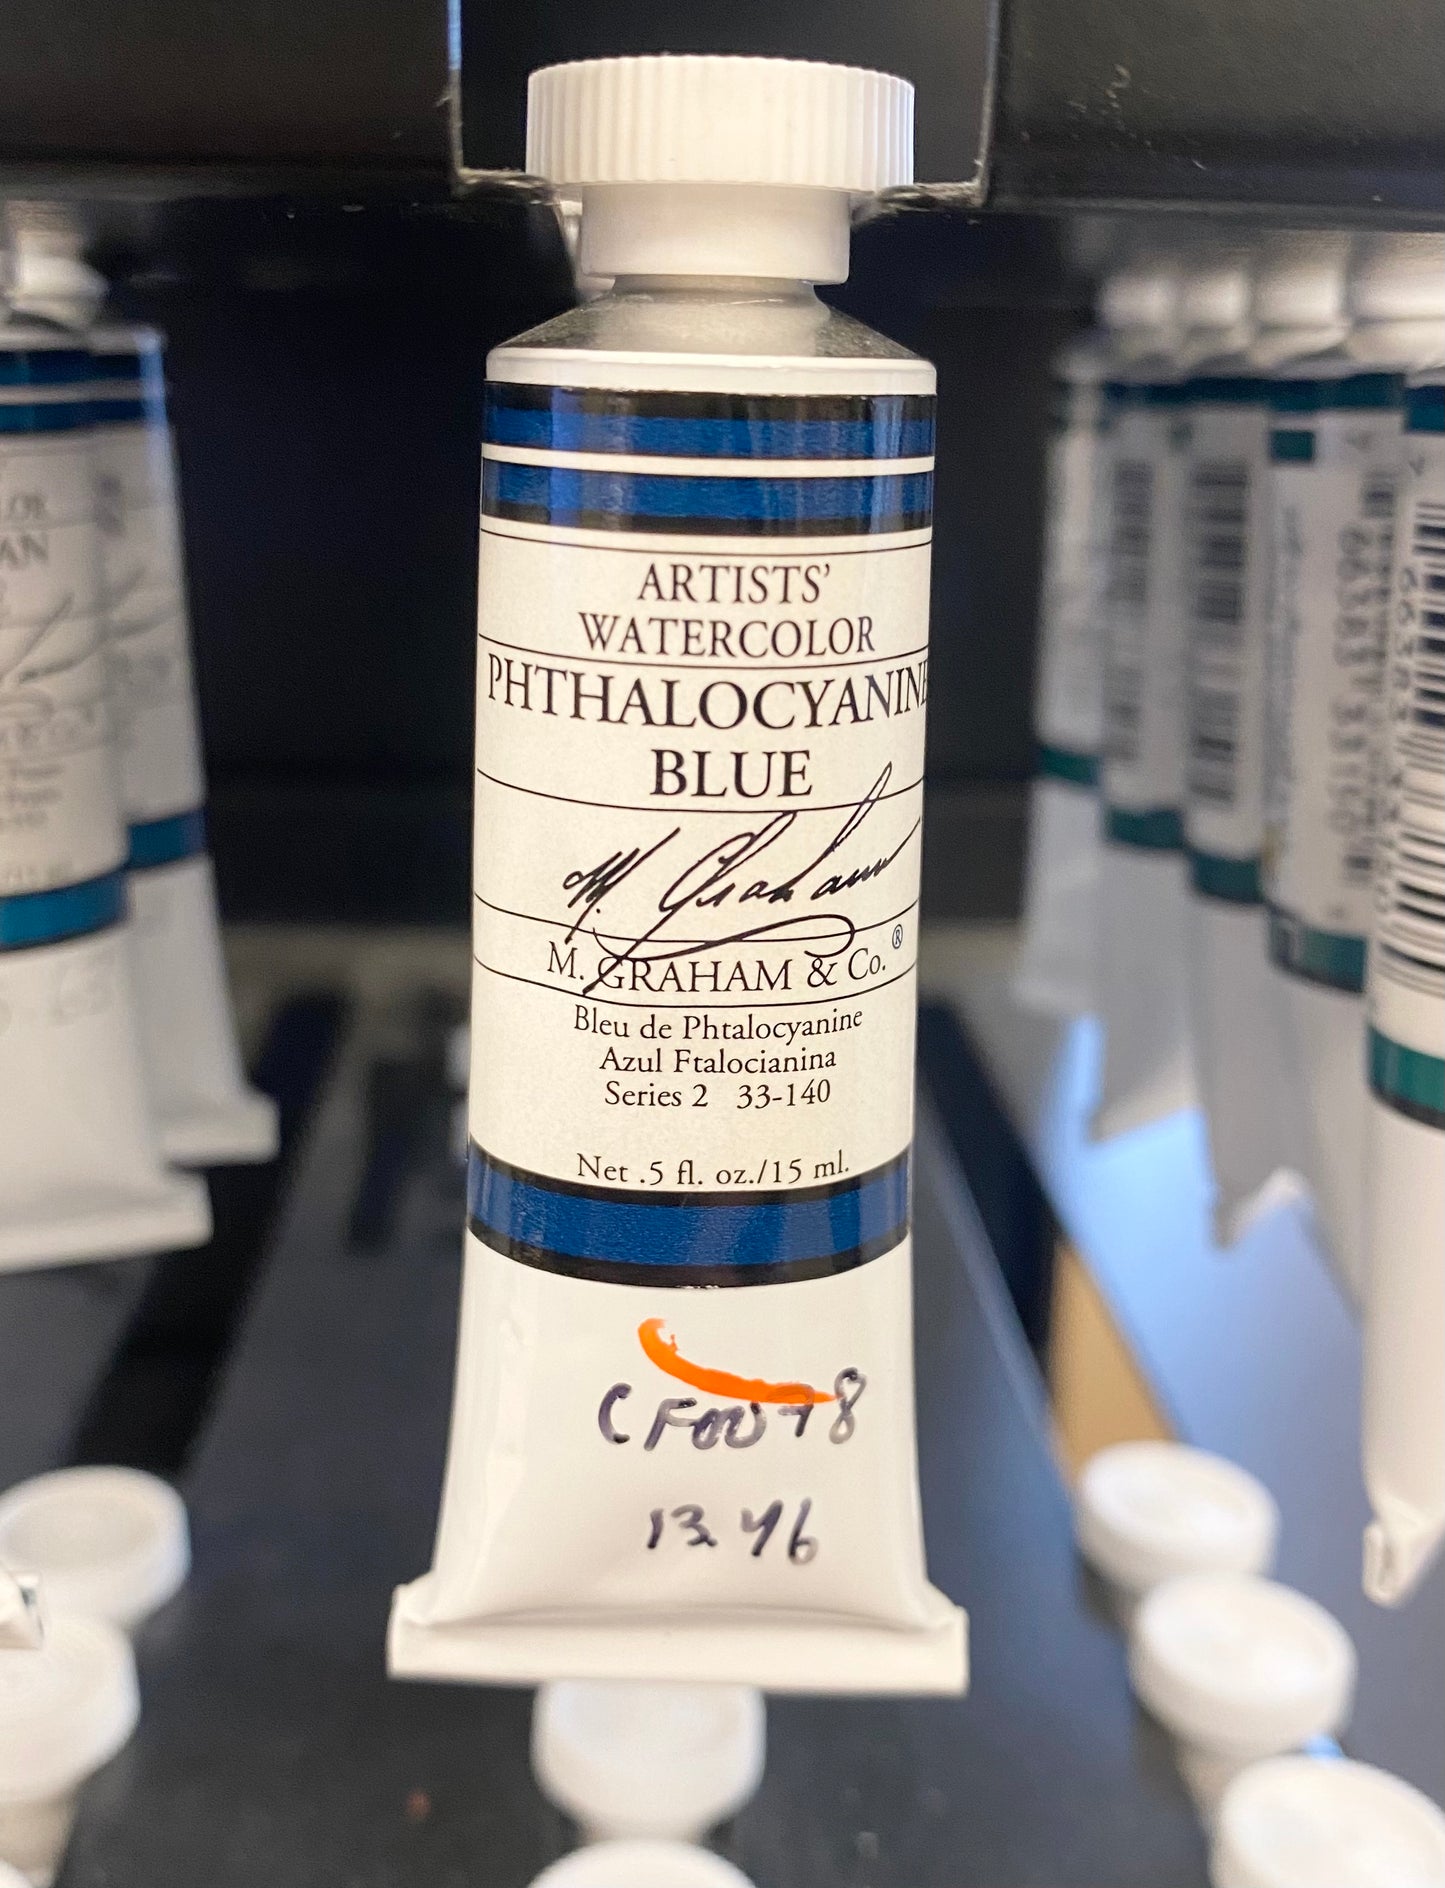 ARTISTS'
WATERCOLOR
PHTHALOCYANINE
BLUE
M. Graham
M. GRAHAM & Co.®
Bleu de Phtalocyanine
Azul Ftalocianina
Series 2 33-140
Net .5 fl. oz./15 ml.
13.46